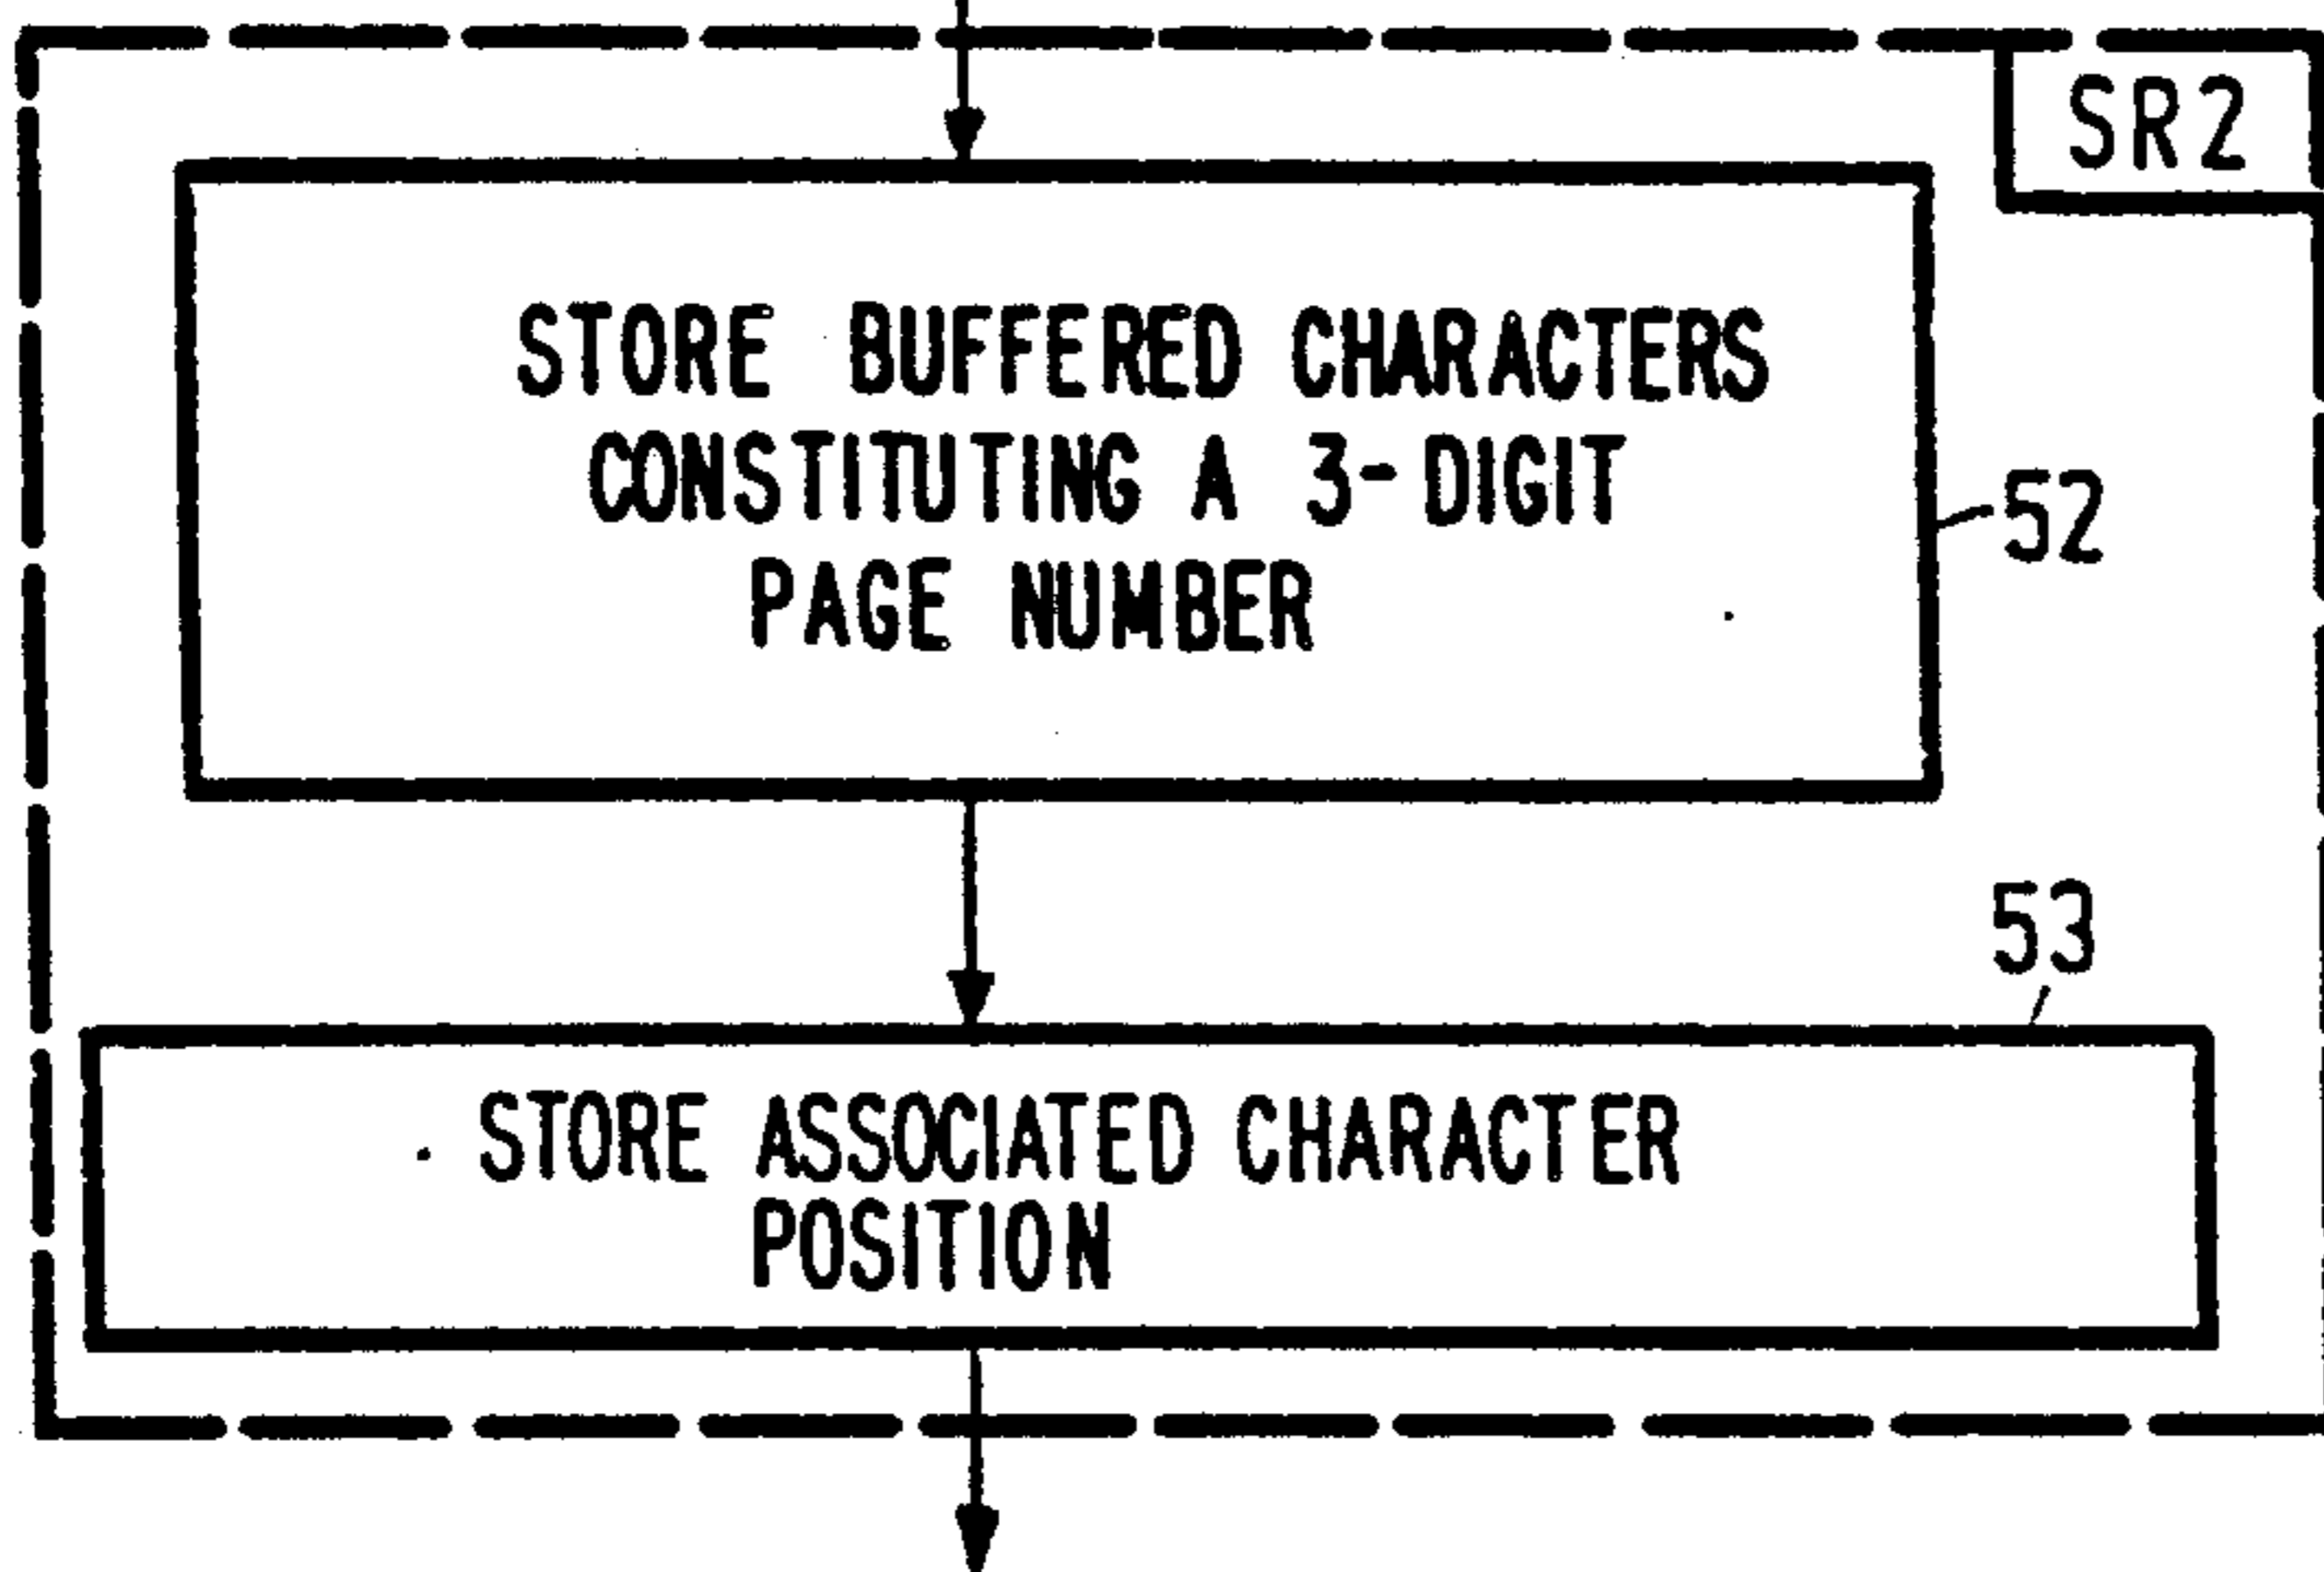 SR2
STORE BUFFERED CHARACTERS
CONSTITUTING A 3-DIGIT
PAGE NUMBER
52
53
STORE ASSOCIATED CHARACTER
POSITION